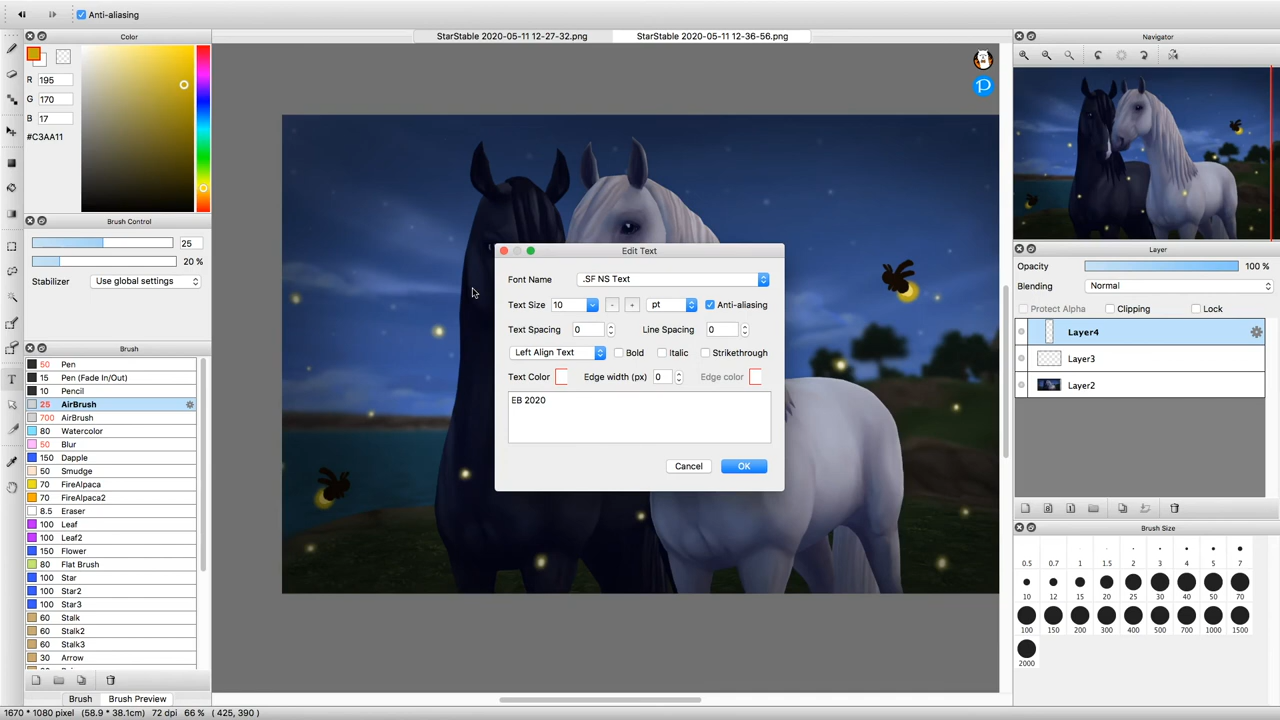 Anti-aliasing
Color
StarStable 2020-05-11 12-27-32.png
StarStable 2020-05-11 12-36-56.png
Navigator
R 195
G 170
B 17
#C3AA11
Brush Control
25
20 %
Stabilizer Use global settings
Brush
50 Pen
15 Pen (Fade In/Out)
10 Pencil
25 AirBrush
700 AirBrush
80 Watercolor
50 Blur
150 Dapple
50 Smudge
70 FireAlpaca
70 FireAlpaca2
8.5 Eraser
100 Leaf
100 Leaf2
150 Flower
80 Flat Brush
100 Star
100 Star2
100 Star3
60 Stalk
60 Stalk2
60 Stalk3
30 Arrow
Brush Brush Preview
1670 * 1080 pixel (58.9 * 38.1cm) 72 dpi 66 % ( 425, 390 )
Edit Text
Font Name .SF NS Text
Text Size 10 - + pt Anti-aliasing
Text Spacing 0 Line Spacing 0
Left Align Text Bold Italic Strikethrough
Text Color Edge width (px) 0 Edge color
EB 2020
Cancel OK
Layer
Opacity 100 %
Blending Normal
Protect Alpha Clipping Lock
Layer4
Layer3
Layer2
Brush Size
0.5 0.7 1 1.5 2 3 4 5 7
10 12 15 20 25 30 40 50 70
100 150 200 300 400 500 700 1000 1500
2000